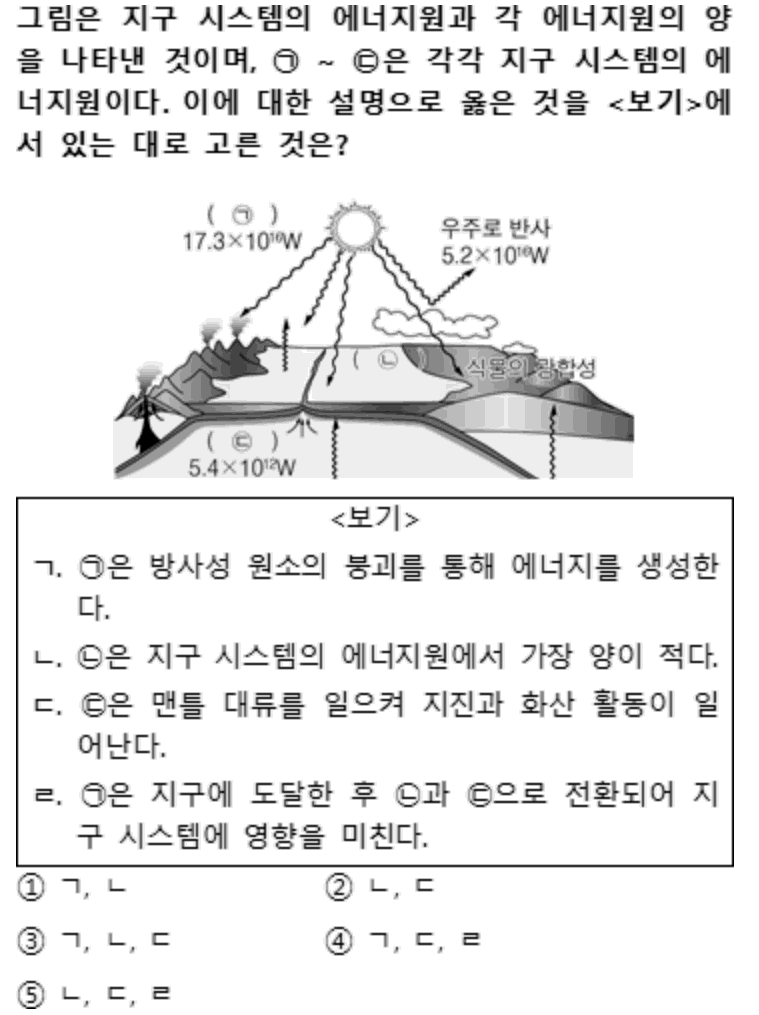 그림은 지구 시스템의 에너지원과 각 에너지원의 양
을 나타낸 것이며, ㉠ ~ ㉢은 각각 지구 시스템의 에
너지원이다. 이에 대한 설명으로 옳은 것을 <보기>에
서 있는 대로 고른 것은?
( ㉠ )
17.3×10¹⁶W
우주로 반사
5.2×10¹⁶W
( ㉡ )
식물의 광합성
( ㉢ )
5.4×10¹²W
<보기>
ㄱ. ㉠은 방사성 원소의 붕괴를 통해 에너지를 생성한
다.
ㄴ. ㉡은 지구 시스템의 에너지원에서 가장 양이 적다.
ㄷ. ㉢은 맨틀 대류를 일으켜 지진과 화산 활동이 일
어난다.
ㄹ. ㉠은 지구에 도달한 후 ㉡과 ㉢으로 전환되어 지
구 시스템에 영향을 미친다.
① ㄱ, ㄴ ② ㄴ, ㄷ
③ ㄱ, ㄴ, ㄷ ④ ㄱ, ㄷ, ㄹ
⑤ ㄴ, ㄷ, ㄹ